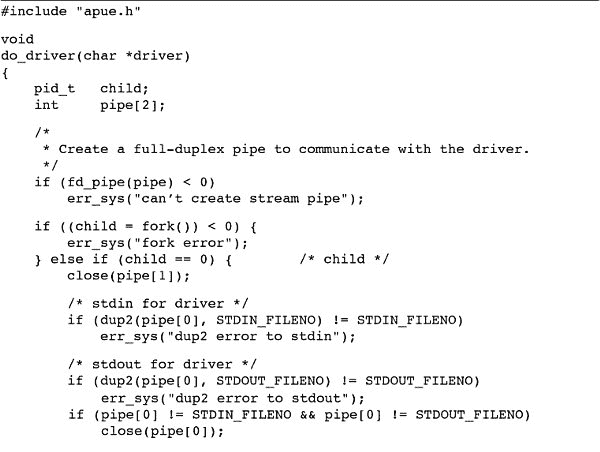 #include "apue.h"
void
do_driver(char *driver)
{
    pid_t   child;
    int     pipe[2];
    /*
     * Create a full-duplex pipe to communicate with the driver.
     */
    if (fd_pipe(pipe) < 0)
        err_sys("can't create stream pipe");
    if ((child = fork()) < 0) {
        err_sys("fork error");
    } else if (child == 0) {        /* child */
        close(pipe[1]);
        /* stdin for driver */
        if (dup2(pipe[0], STDIN_FILENO) != STDIN_FILENO)
            err_sys("dup2 error to stdin");
        /* stdout for driver */
        if (dup2(pipe[0], STDOUT_FILENO) != STDOUT_FILENO)
            err_sys("dup2 error to stdout");
        if (pipe[0] != STDIN_FILENO && pipe[0] != STDOUT_FILENO)
            close(pipe[0]);